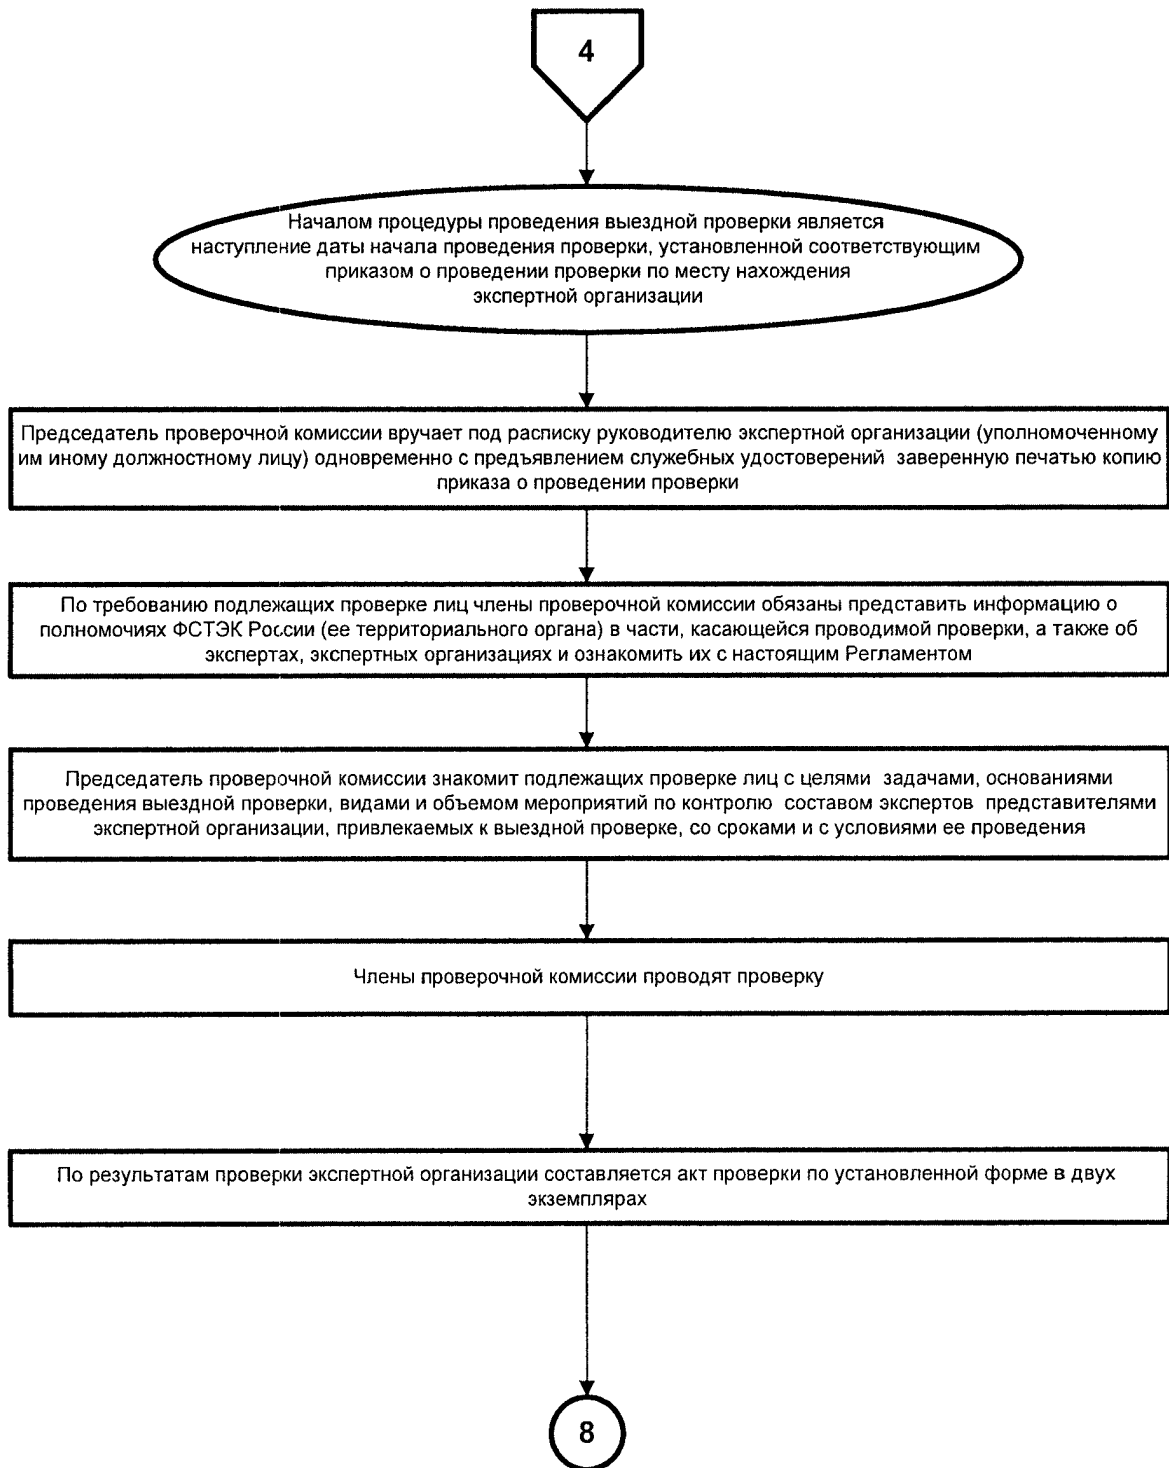 4
Началом процедуры проведения выездной проверки является
наступление даты начала проведения проверки, установленной соответствующим
приказом о проведении проверки по месту нахождения
экспертной организации
Председатель проверочной комиссии вручает под расписку руководителю экспертной организации (уполномоченному
им иному должностному лицу) одновременно с предъявлением служебных удостоверений заверенную печатью копию
приказа о проведении проверки
По требованию подлежащих проверке лиц члены проверочной комиссии обязаны представить информацию о
полномочиях ФСТЭК России (ее территориального органа) в части, касающейся проводимой проверки, а также об
экспертах, экспертных организациях и ознакомить их с настоящим Регламентом
Председатель проверочной комиссии знакомит подлежащих проверке лиц с целями задачами, основаниями
проведения выездной проверки, видами и объемом мероприятий по контролю составом экспертов представителями
экспертной организации, привлекаемых к выездной проверке, со сроками и с условиями ее проведения
Члены проверочной комиссии проводят проверку
По результатам проверки экспертной организации составляется акт проверки по установленной форме в двух
экземплярах
8